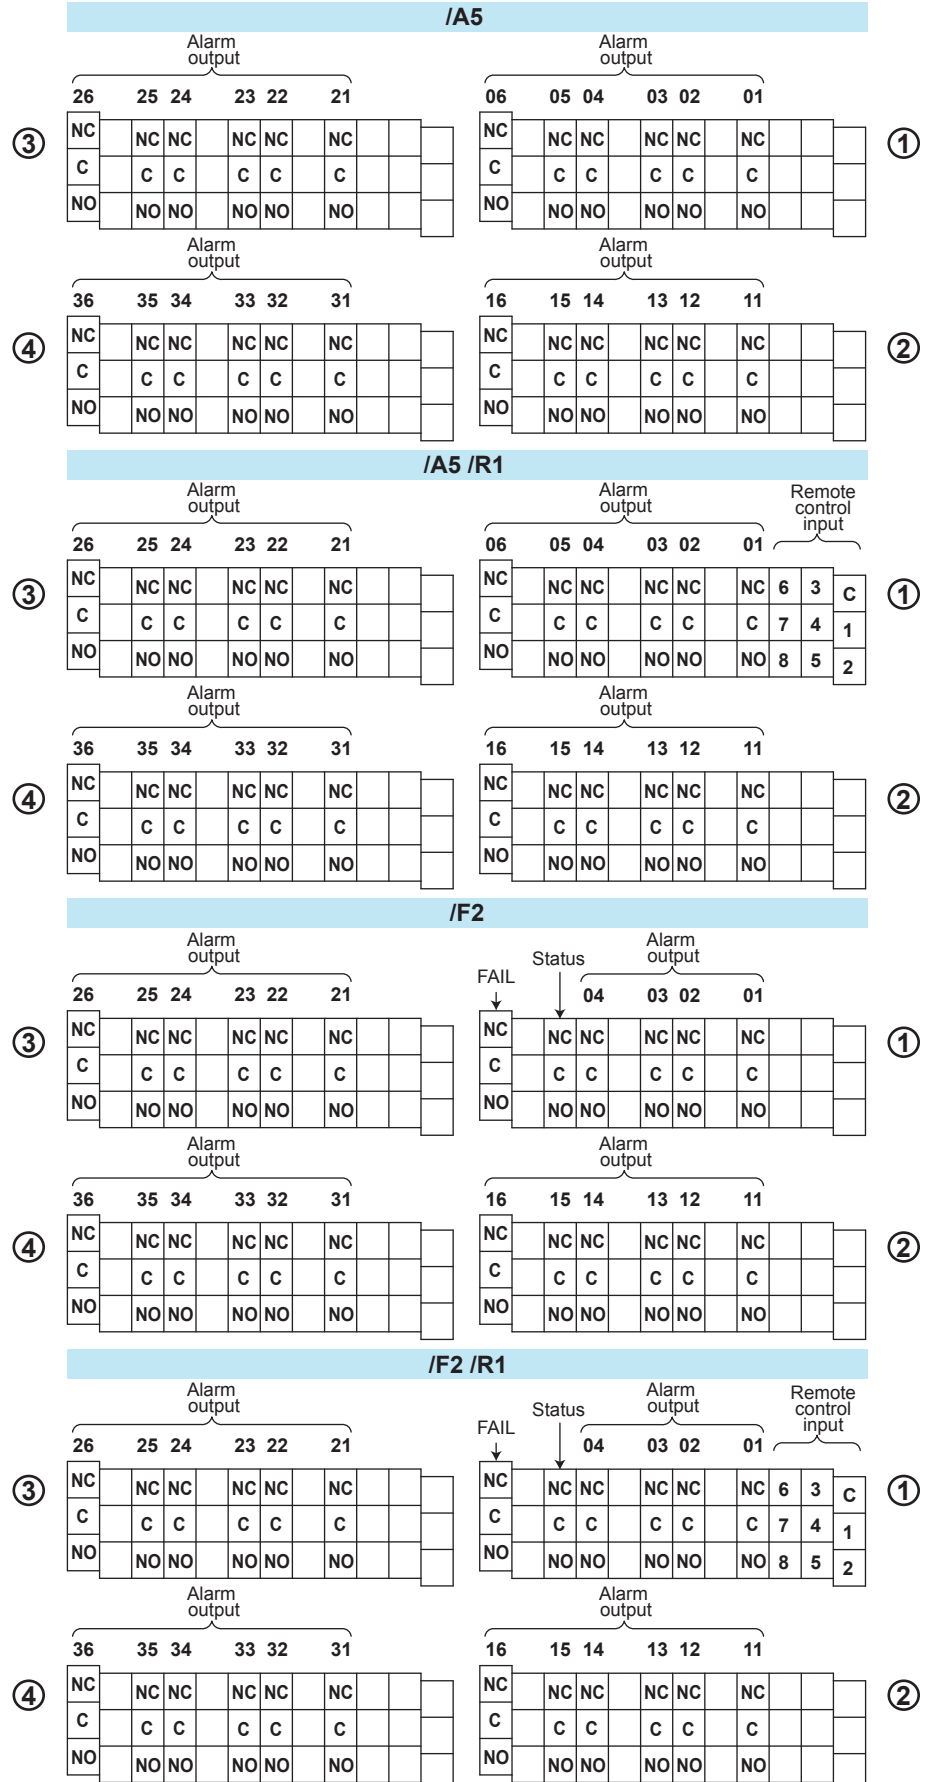 /A5
Alarm output Alarm output
26 25 24 23 22 21 06 05 04 03 02 01
③ NC NC NC NC NC NC NC NC NC NC NC NC ①
C C C C C C C C C C C C
NO NO NO NO NO NO NO NO NO NO NO NO
Alarm output Alarm output
36 35 34 33 32 31 16 15 14 13 12 11
④ NC NC NC NC NC NC NC NC NC NC NC NC ②
C C C C C C C C C C C C
NO NO NO NO NO NO NO NO NO NO NO NO
/A5 /R1
Alarm output Alarm output Remote control input
26 25 24 23 22 21 06 05 04 03 02 01
③ NC NC NC NC NC NC NC NC NC NC NC NC 6 3 C ①
C C C C C C C C C C C C 7 4 1
NO NO NO NO NO NO NO NO NO NO NO NO 8 5 2
Alarm output Alarm output
36 35 34 33 32 31 16 15 14 13 12 11
④ NC NC NC NC NC NC NC NC NC NC NC NC ②
C C C C C C C C C C C C
NO NO NO NO NO NO NO NO NO NO NO NO
/F2
Alarm output FAIL Status Alarm output
26 25 24 23 22 21 04 03 02 01
③ NC NC NC NC NC NC NC NC NC NC NC NC ①
C C C C C C C C C C C C
NO NO NO NO NO NO NO NO NO NO NO NO
Alarm output Alarm output
36 35 34 33 32 31 16 15 14 13 12 11
④ NC NC NC NC NC NC NC NC NC NC NC NC ②
C C C C C C C C C C C C
NO NO NO NO NO NO NO NO NO NO NO NO
/F2 /R1
Alarm output FAIL Status Alarm output Remote control input
26 25 24 23 22 21 04 03 02 01
③ NC NC NC NC NC NC NC NC NC NC NC NC 6 3 C ①
C C C C C C C C C C C C 7 4 1
NO NO NO NO NO NO NO NO NO NO NO NO 8 5 2
Alarm output Alarm output
36 35 34 33 32 31 16 15 14 13 12 11
④ NC NC NC NC NC NC NC NC NC NC NC NC ②
C C C C C C C C C C C C
NO NO NO NO NO NO NO NO NO NO NO NO